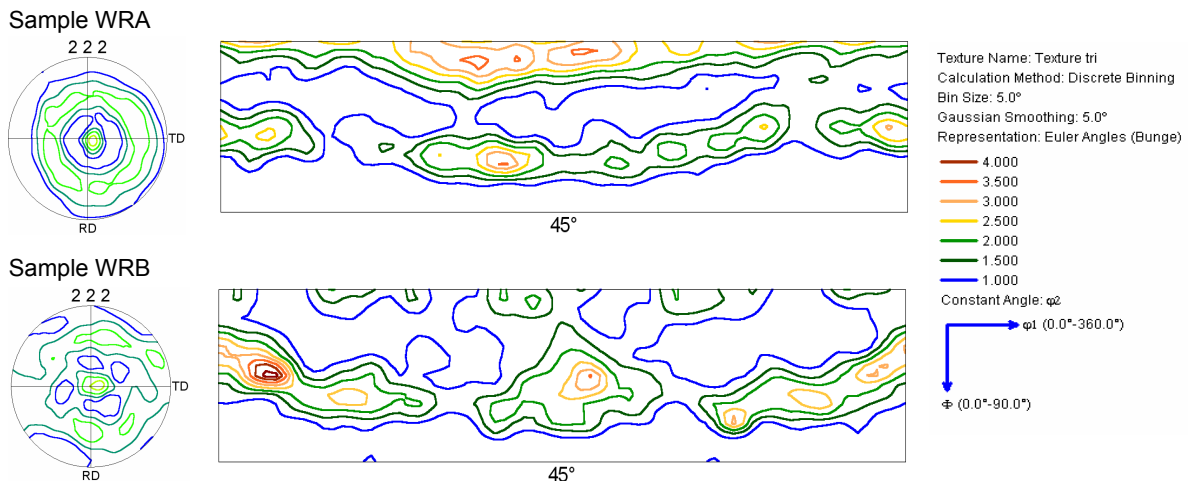 Sample WRA
2 2 2
TD
RD
45°
Sample WRB
2 2 2
TD
RD
45°
Texture Name: Texture tri
Calculation Method: Discrete Binning
Bin Size: 5.0°
Gaussian Smoothing: 5.0°
Representation: Euler Angles (Bunge)
4.000
3.500
3.000
2.500
2.000
1.500
1.000
Constant Angle: φ2
φ1 (0.0°-360.0°)
Φ (0.0°-90.0°)